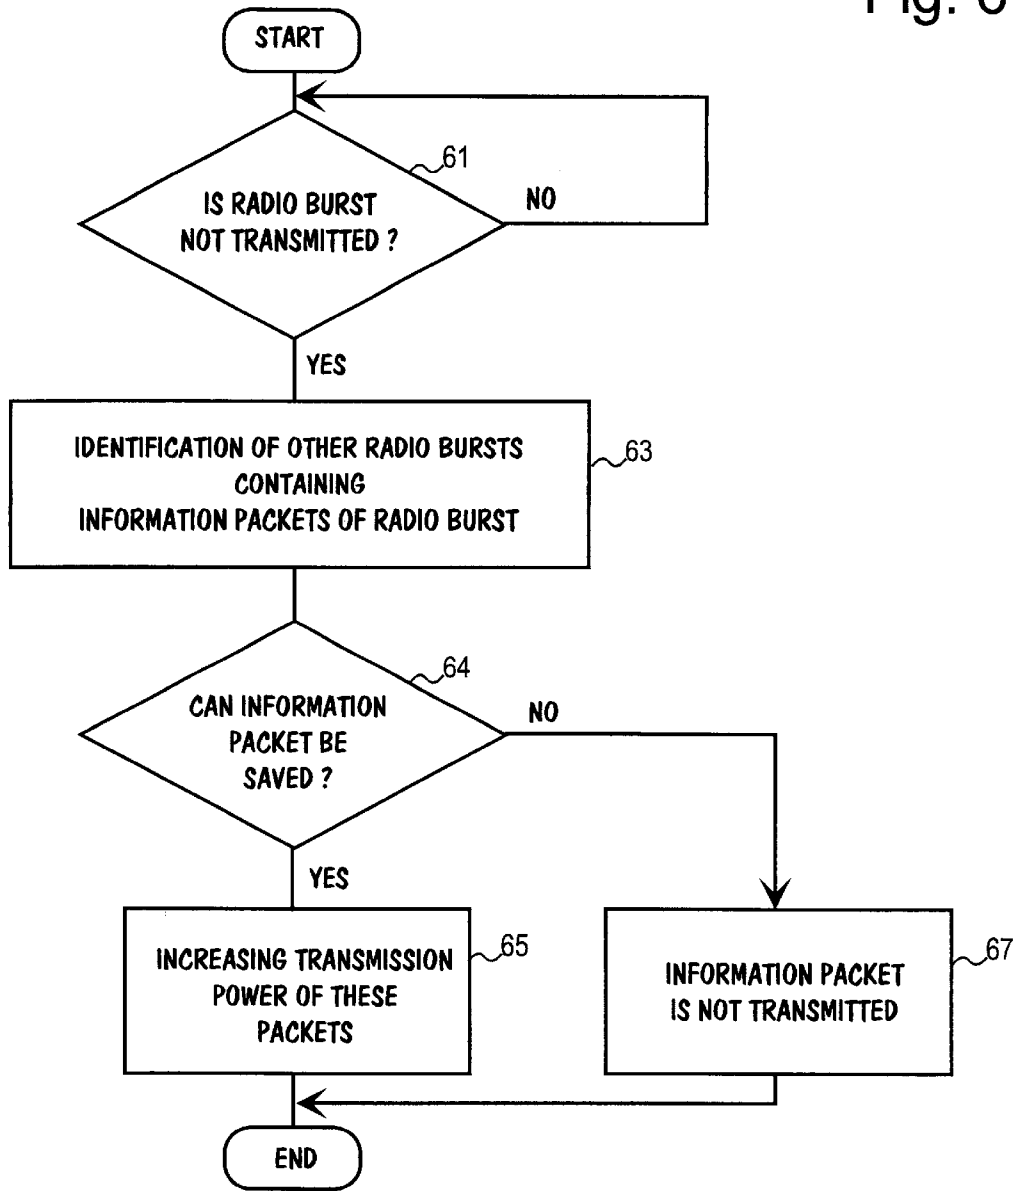 START
61
IS RADIO BURST
NOT TRANSMITTED ?
NO
YES
IDENTIFICATION OF OTHER RADIO BURSTS
CONTAINING
INFORMATION PACKETS OF RADIO BURST
63
64
CAN INFORMATION
PACKET BE
SAVED ?
NO
YES
INCREASING TRANSMISSION
POWER OF THESE
PACKETS
65
INFORMATION PACKET
IS NOT TRANSMITTED
67
END